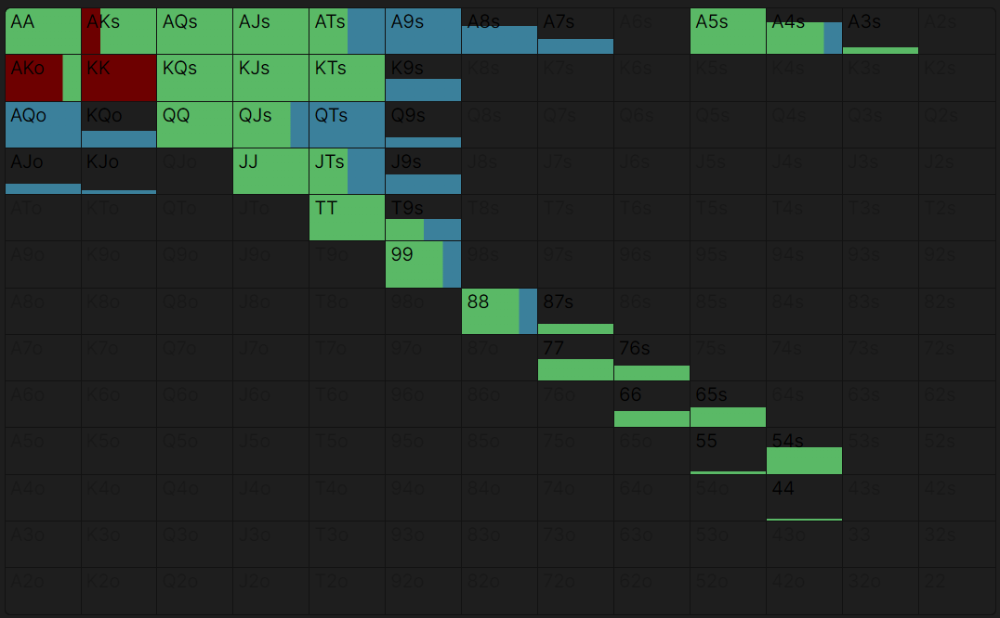 AA AKs AQs AJs ATs A9s A8s A7s A6s A5s A4s A3s A2s
AKo KK KQs KJs KTs K9s K8s K7s K6s K5s K4s K3s K2s
AQo KQo QQ QJs QTs Q9s Q8s Q7s Q6s Q5s Q4s Q3s Q2s
AJo KJo QJo JJ JTs J9s J8s J7s J6s J5s J4s J3s J2s
ATo KTo QTo JTo TT T9s T8s T7s T6s T5s T4s T3s T2s
A9o K9o Q9o J9o T9o 99 98s 97s 96s 95s 94s 93s 92s
A8o K8o Q8o J8o T8o 98o 88 87s 86s 85s 84s 83s 82s
A7o K7o Q7o J7o T7o 97o 87o 77 76s 75s 74s 73s 72s
A6o K6o Q6o J6o T6o 96o 86o 76o 66 65s 64s 63s 62s
A5o K5o Q5o J5o T5o 95o 85o 75o 65o 55 54s 53s 52s
A4o K4o Q4o J4o T4o 94o 84o 74o 64o 54o 44 43s 42s
A3o K3o Q3o J3o T3o 93o 83o 73o 63o 53o 43o 33 32s
A2o K2o Q2o J2o T2o 92o 82o 72o 62o 52o 42o 32o 22